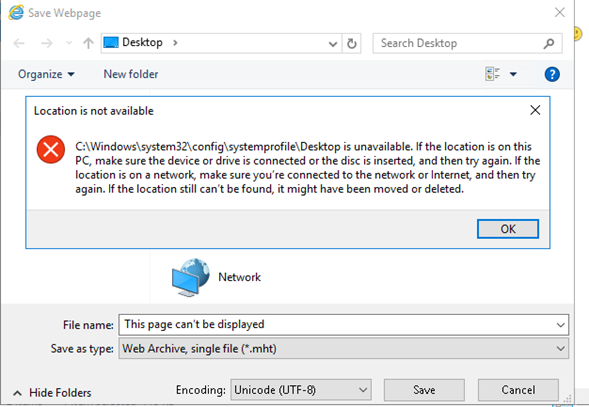 Save Webpage
Desktop
Search Desktop
Organize
New folder
Location is not available
C:\Windows\system32\config\systemprofile\Desktop is unavailable. If the location is on this
PC, make sure the device or drive is connected or the disc is inserted, and then try again. If the
location is on a network, make sure you're connected to the network or Internet, and then try
again. If the location still can't be found, it might have been moved or deleted.
OK
Network
File name: This page can't be displayed
Save as type: Web Archive, single file (*.mht)
Hide Folders Encoding: Unicode (UTF-8) Save Cancel